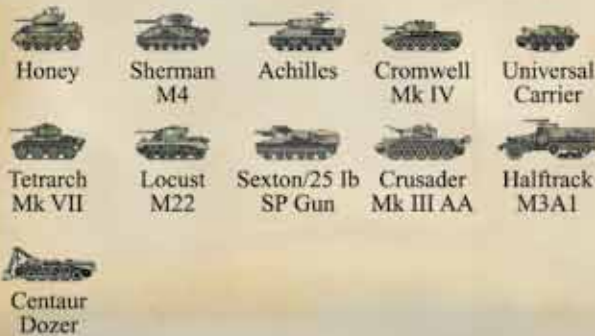 Honey
Sherman
M4
Achilles
Cromwell
Mk IV
Universal
Carrier
Tetrarch
Mk VII
Locust
M22
Sexton/25 lb
SP Gun
Crusader
Mk III AA
Halftrack
M3A1
Centaur
Dozer